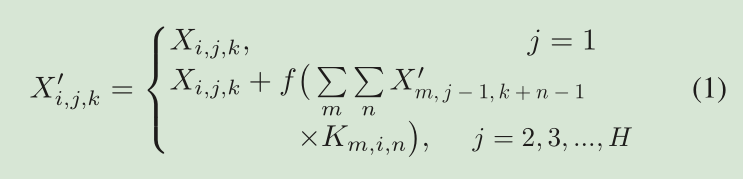 X'_{i,j,k} = { X_{i,j,k}, j = 1
X_{i,j,k} + f( ∑_m ∑_n X'_{m,j−1,k+n−1}
×K_{m,i,n}), j = 2, 3, ..., H (1)